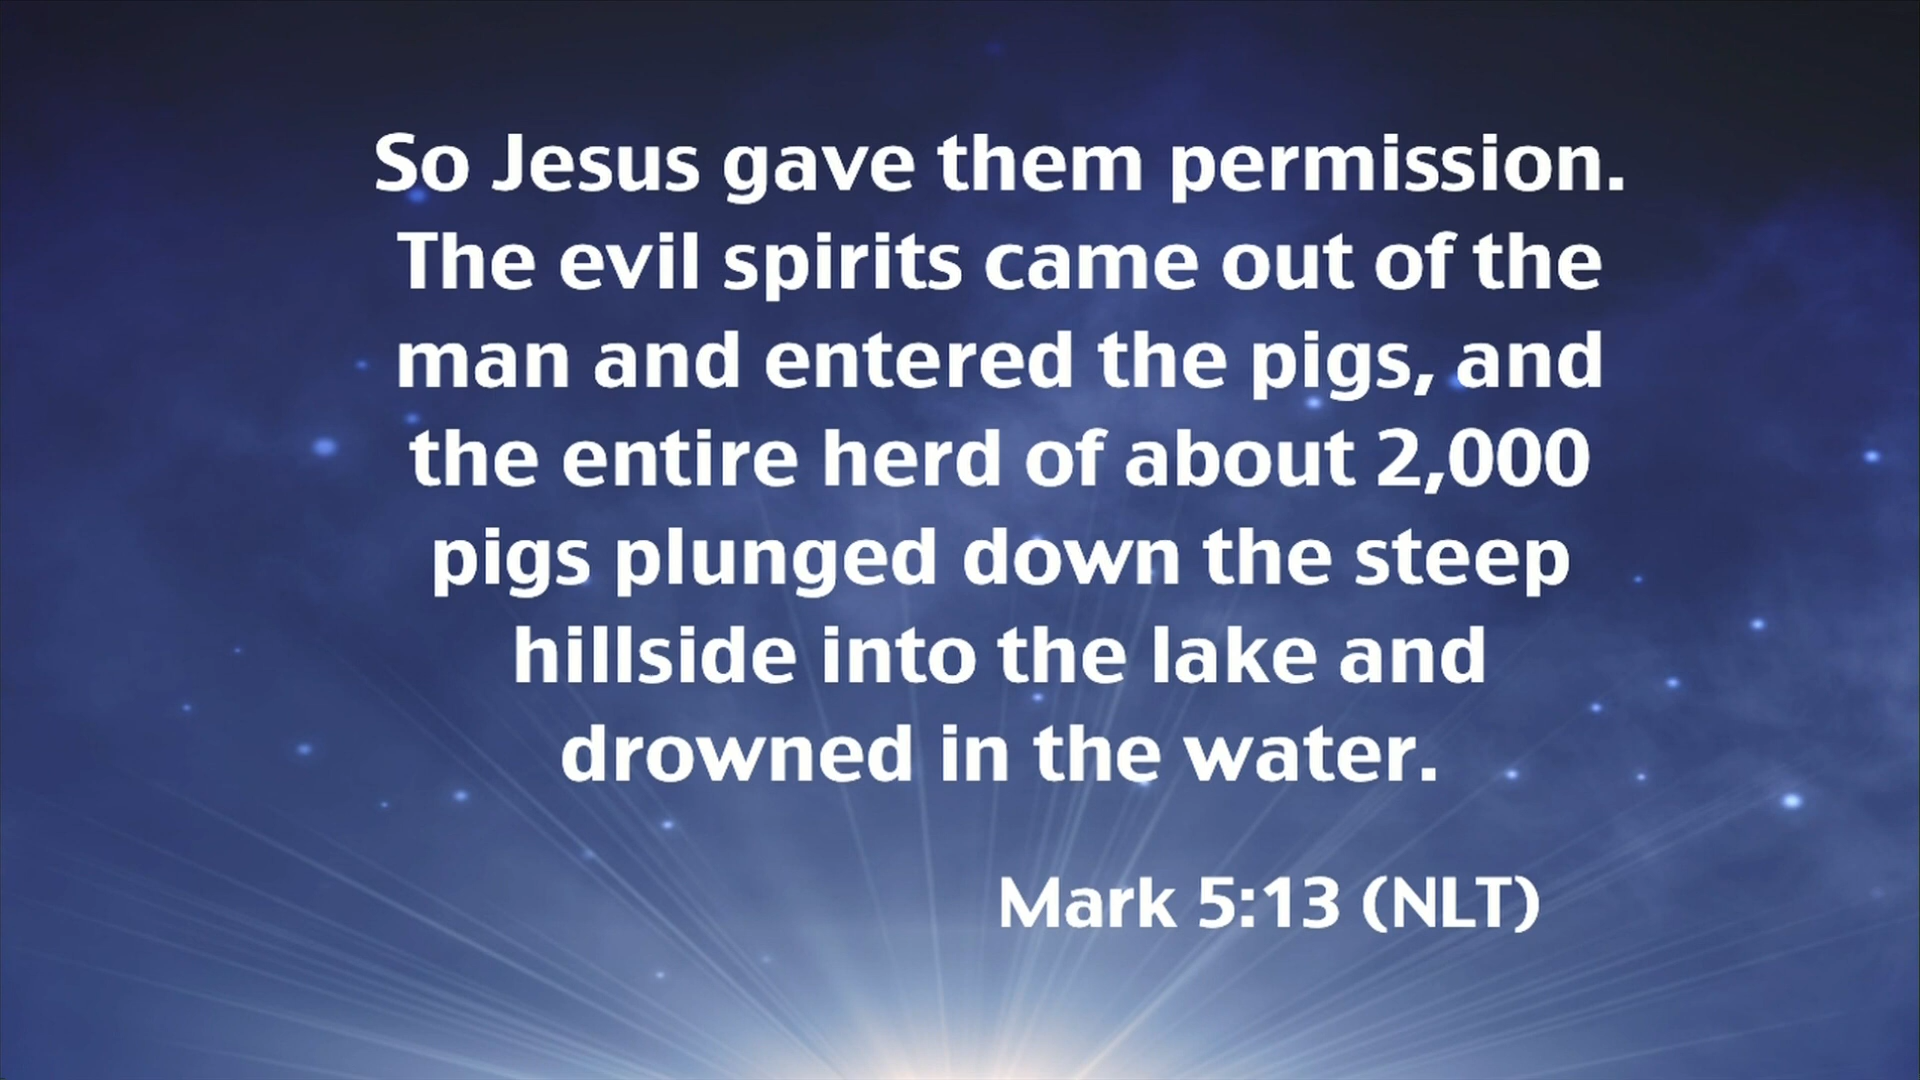 So Jesus gave them permission.
The evil spirits came out of the
man and entered the pigs, and
the entire herd of about 2,000
pigs plunged down the steep
hillside into the lake and
drowned in the water.
Mark 5:13 (NLT)